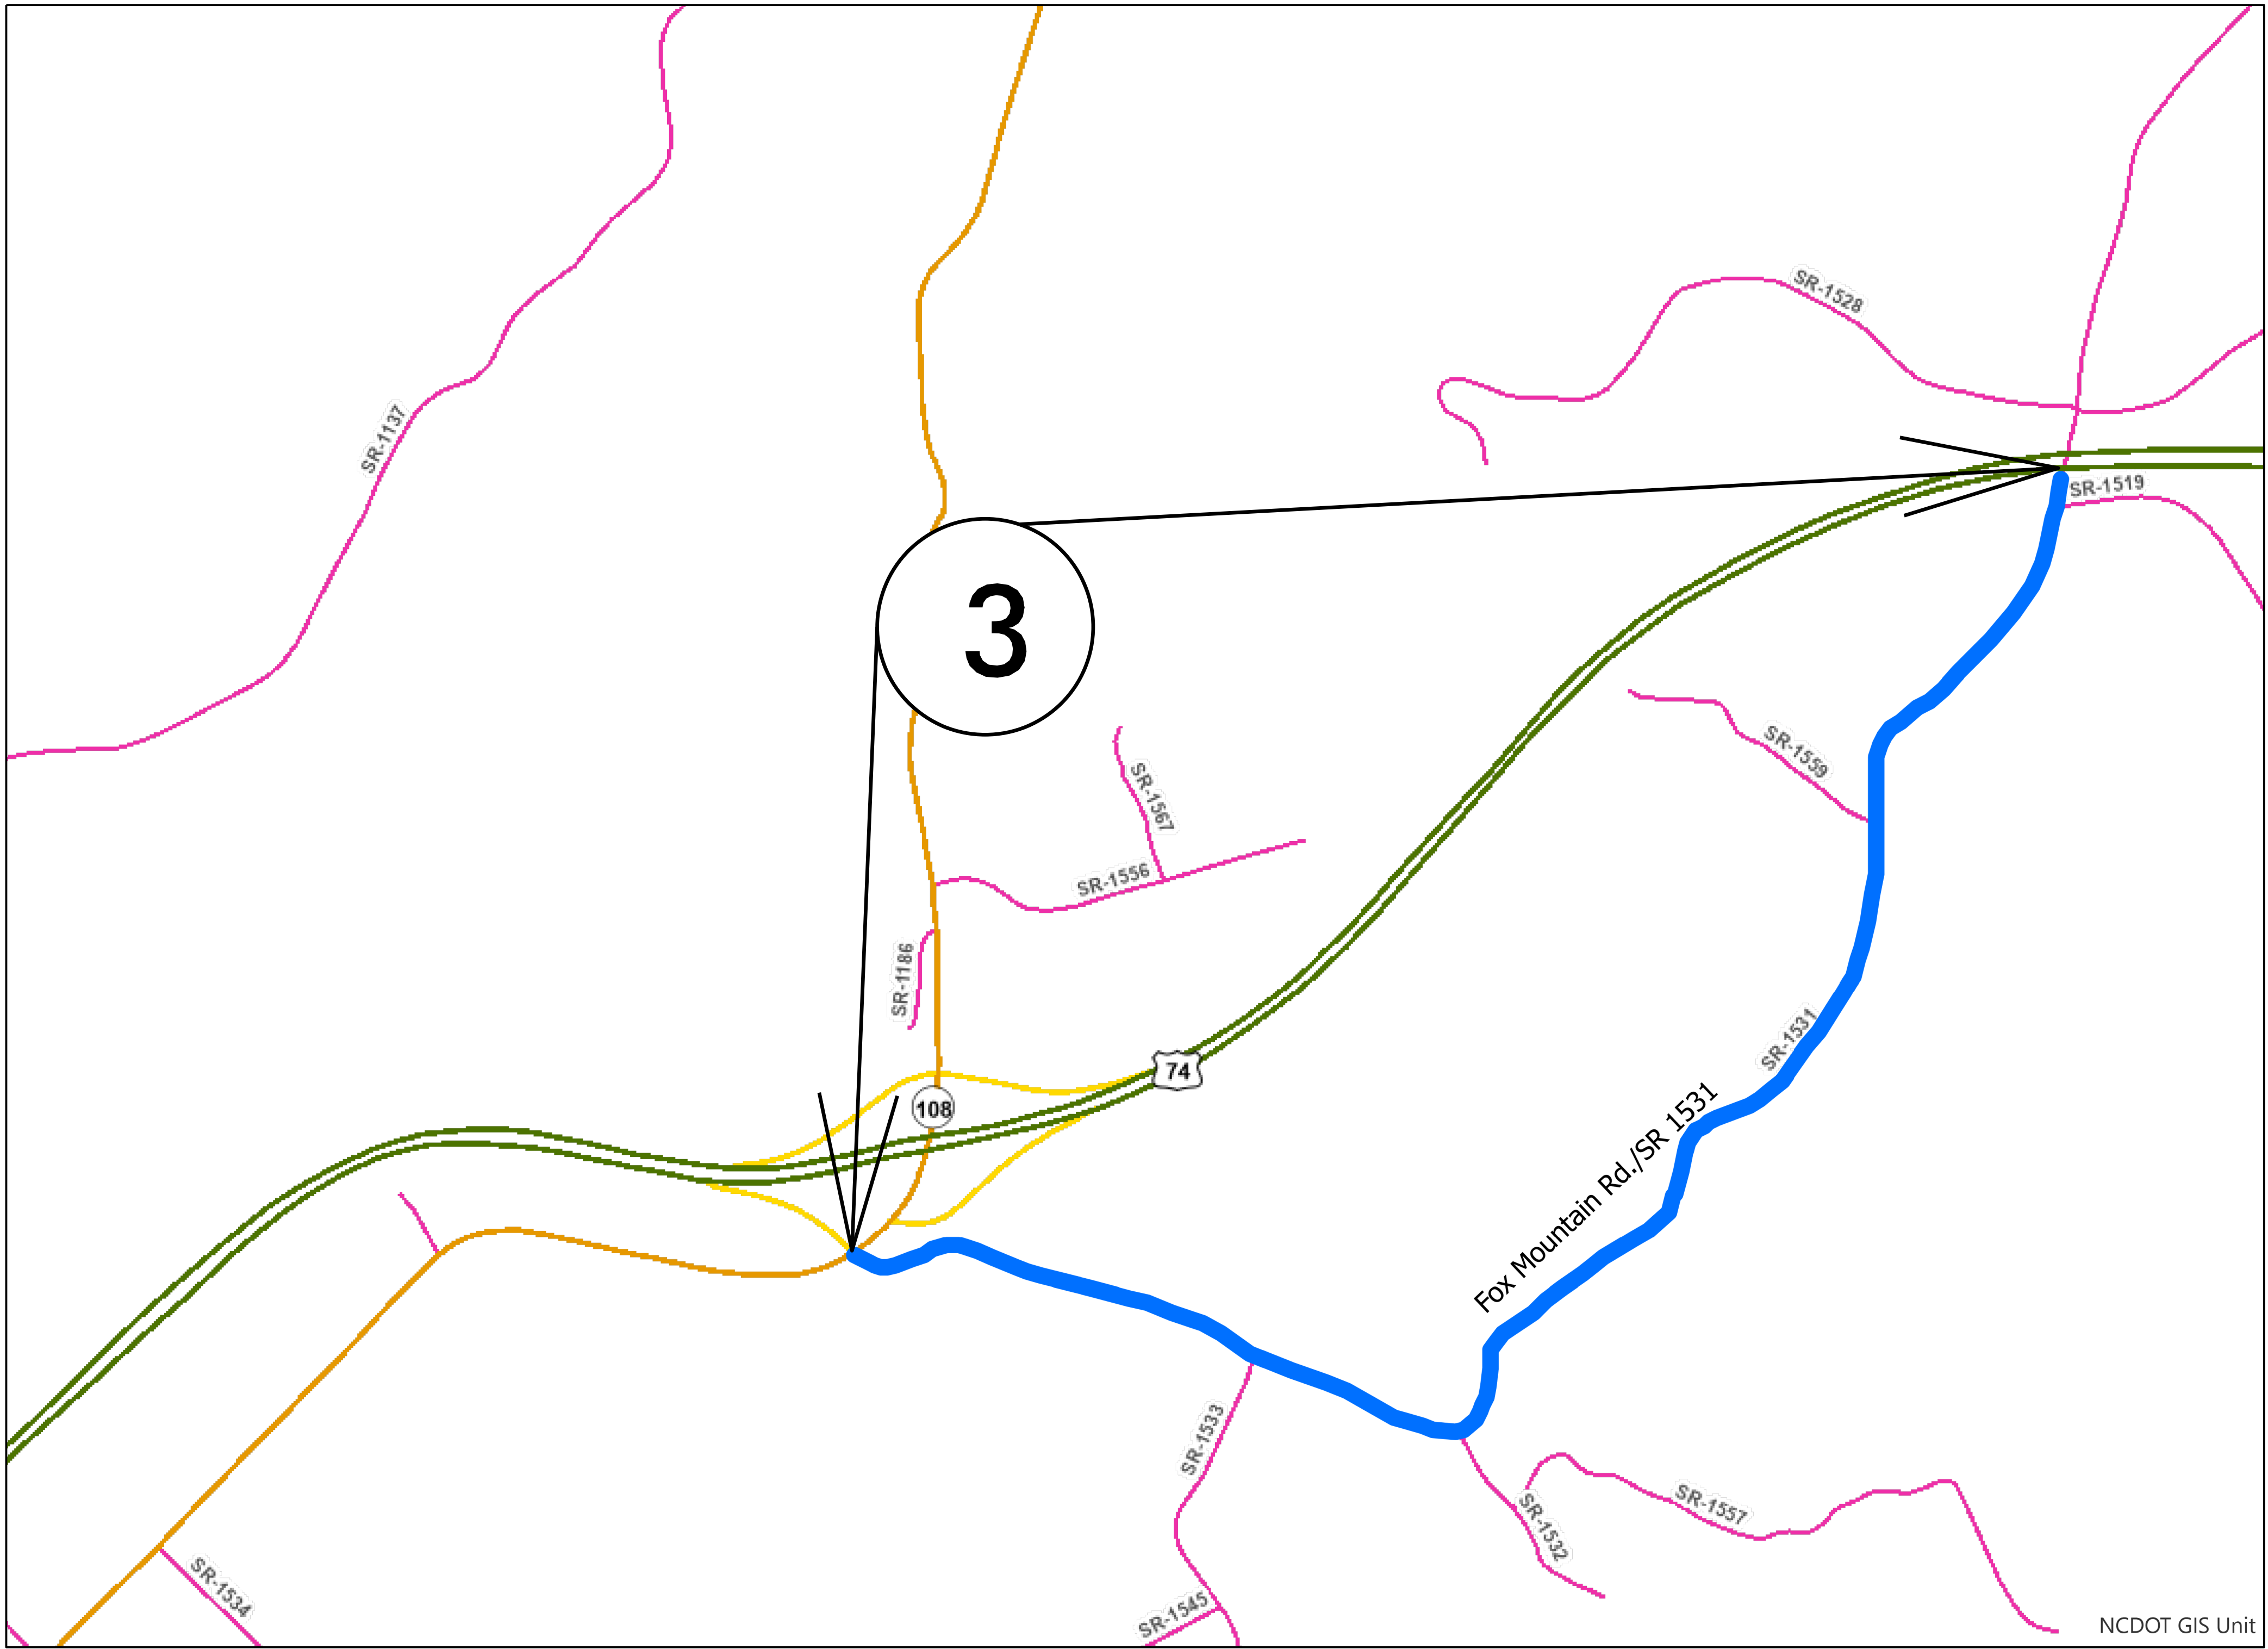 SR-1528
SR-1137
SR-1519
3
SR-1559
SR-1567
SR-1556
SR-1186
SR-1531
74
108
Fox Mountain Rd./SR 1531
SR-1533
SR-1557
SR-1532
SR-1534
SR-1545
NCDOT GIS Unit